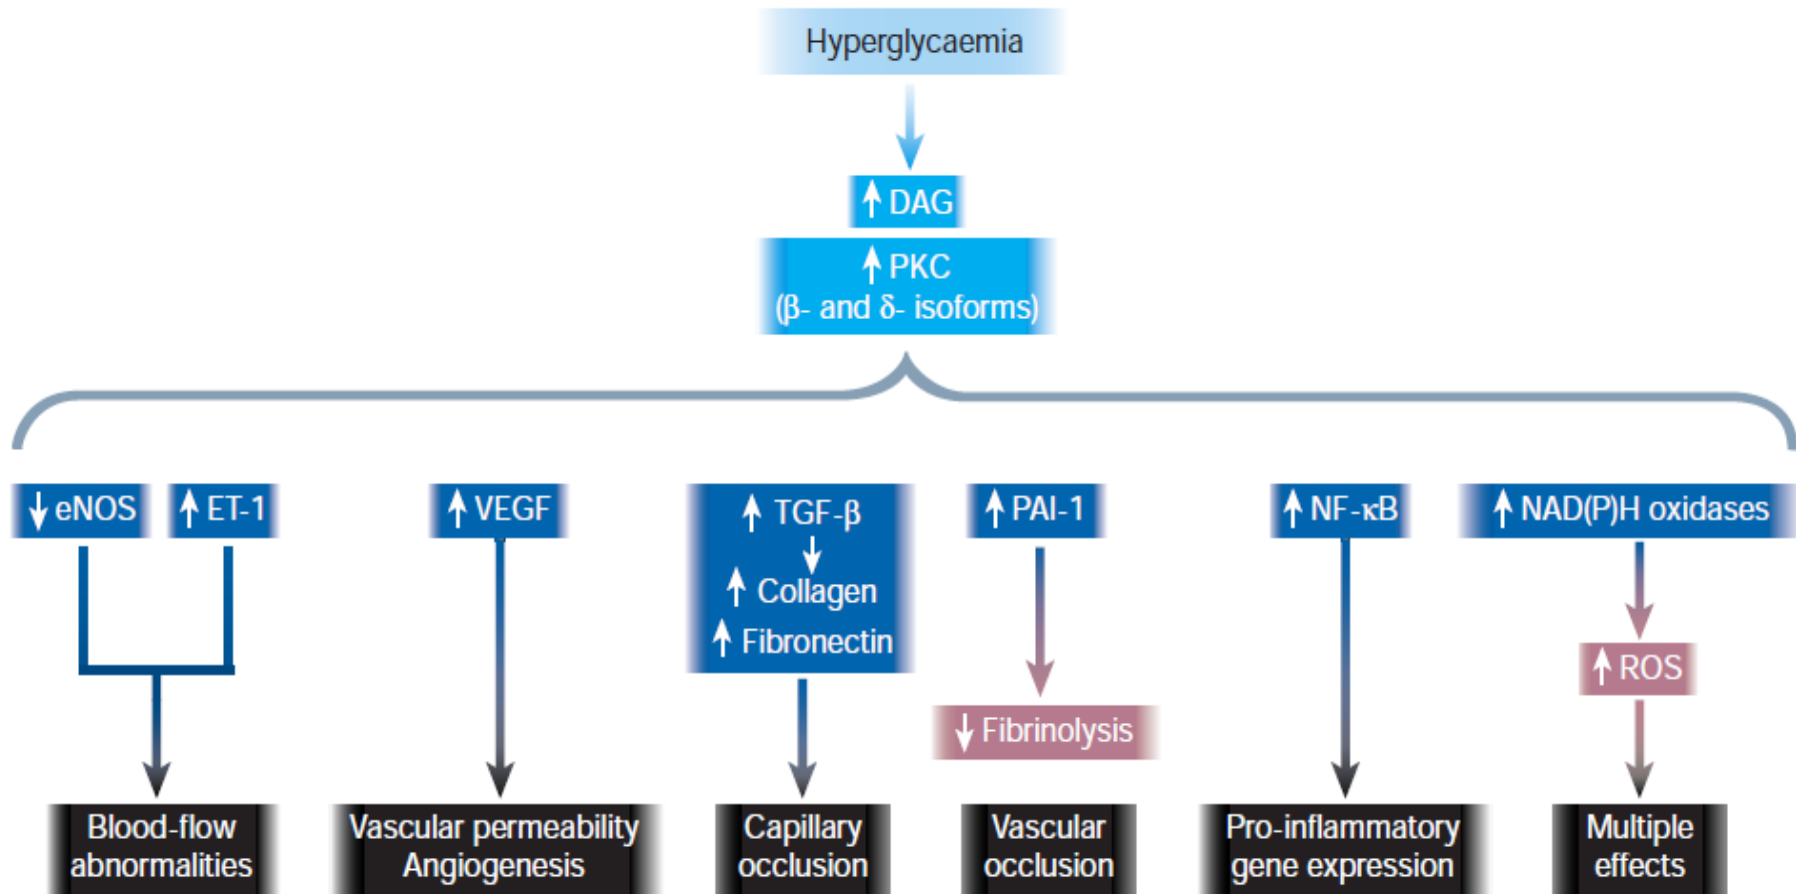 Hyperglycaemia
↑ DAG
↑ PKC
(β- and δ- isoforms)
↓ eNOS
↑ ET-1
↑ VEGF
↑ TGF-β
↓
↑ Collagen
↑ Fibronectin
↑ PAI-1
↑ NF-κB
↑ NAD(P)H oxidases
↑ ROS
↓ Fibrinolysis
Blood-flow
abnormalities
Vascular permeability
Angiogenesis
Capillary
occlusion
Vascular
occlusion
Pro-inflammatory
gene expression
Multiple
effects